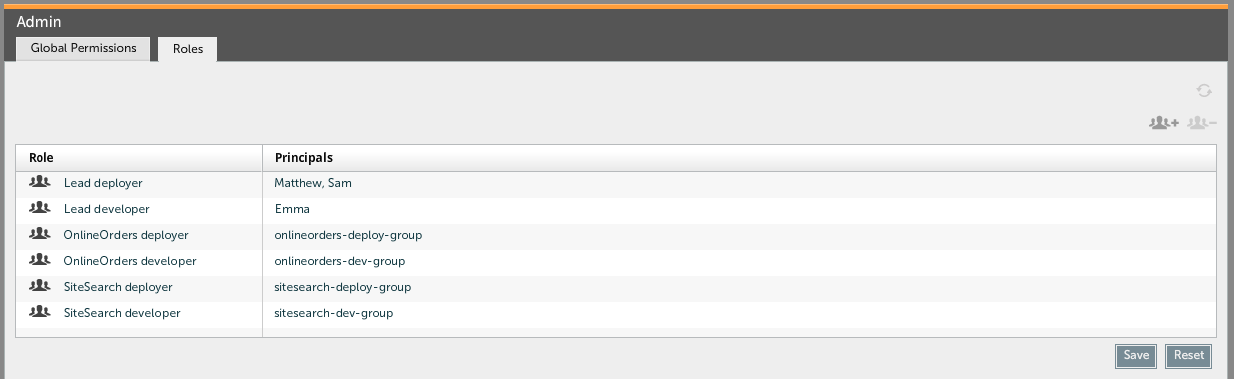 Admin
Global Permissions Roles
Role Principals
Lead deployer Matthew, Sam
Lead developer Emma
OnlineOrders deployer onlineorders-deploy-group
OnlineOrders developer onlineorders-dev-group
SiteSearch deployer sitesearch-deploy-group
SiteSearch developer sitesearch-dev-group
Save Reset